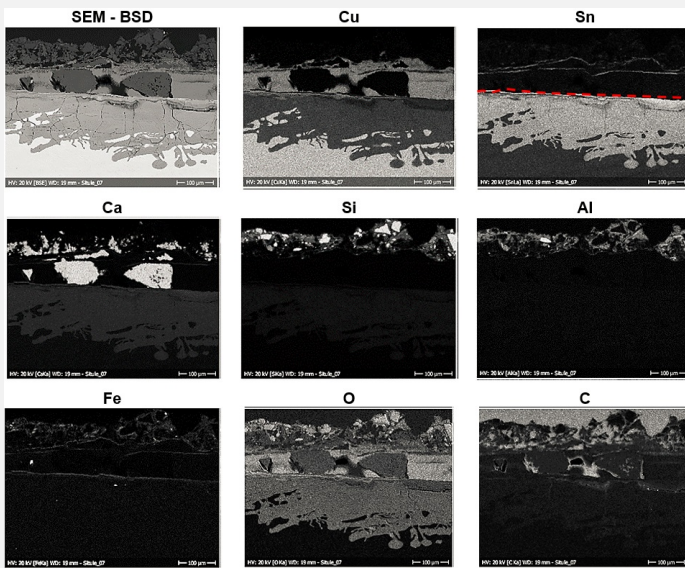 SEM - BSD
Cu
Sn
HV: 20 kV [BSE] WD: 19 mm - Situle_07
100 µm
HV: 20 kV [CuKa] WD: 19 mm - Situle_07
100 µm
HV: 20 kV [SnLa] WD: 19 mm - Situle_07
100 µm
Ca
Si
Al
HV: 20 kV [CaKa] WD: 19 mm - Situle_07
100 µm
HV: 20 kV [SiKa] WD: 19 mm - Situle_07
100 µm
HV: 20 kV [AlKa] WD: 19 mm - Situle_07
100 µm
Fe
O
C
HV: 20 kV [FeKa] WD: 19 mm - Situle_07
100 µm
HV: 20 kV [OKa] WD: 19 mm - Situle_07
100 µm
HV: 20 kV [CKa] WD: 19 mm - Situle_07
100 µm